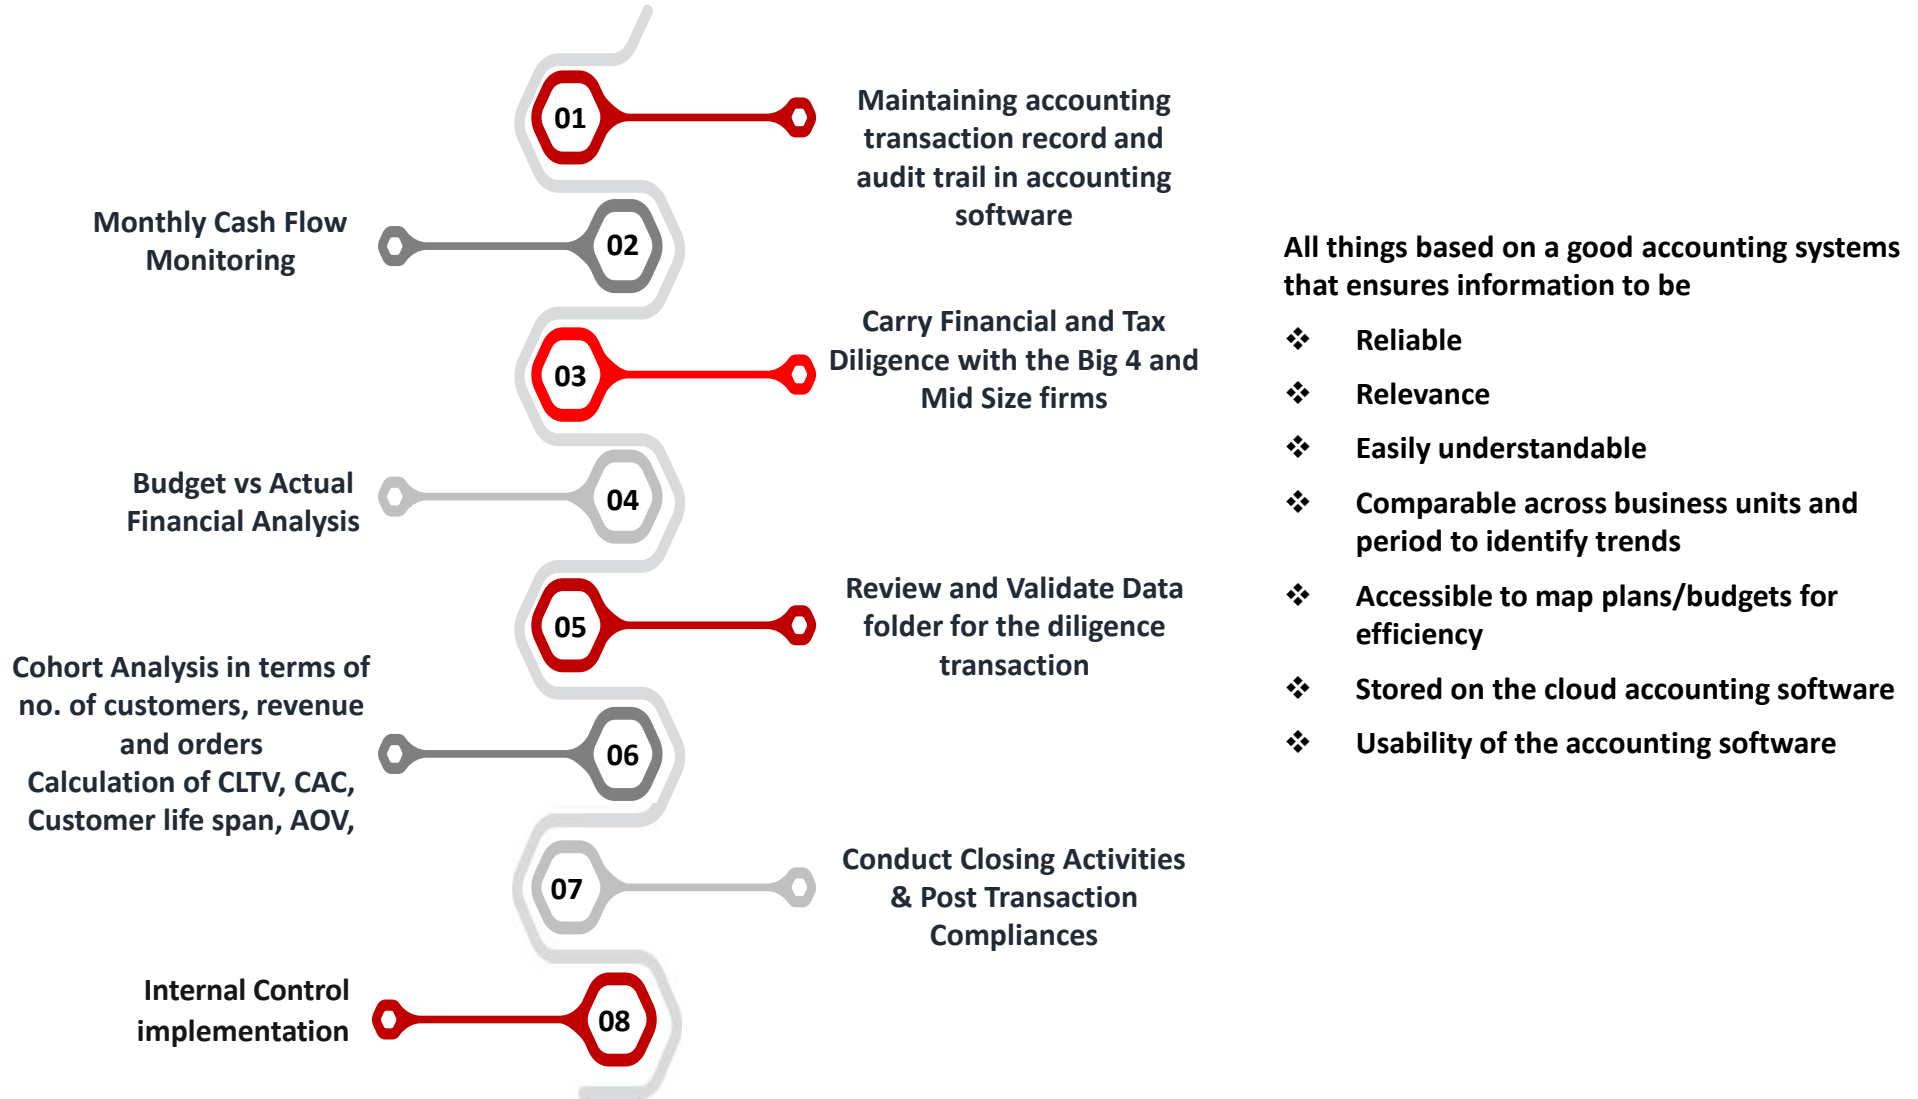 01
Maintaining accounting
transaction record and
audit trail in accounting
software
Monthly Cash Flow
Monitoring
02
03
Carry Financial and Tax
Diligence with the Big 4 and
Mid Size firms
Budget vs Actual
Financial Analysis
04
05
Review and Validate Data
folder for the diligence
transaction
Cohort Analysis in terms of
no. of customers, revenue
and orders
Calculation of CLTV, CAC,
Customer life span, AOV,
06
07
Conduct Closing Activities
& Post Transaction
Compliances
Internal Control
implementation
08
All things based on a good accounting systems
that ensures information to be
❖ Reliable
❖ Relevance
❖ Easily understandable
❖ Comparable across business units and
period to identify trends
❖ Accessible to map plans/budgets for
efficiency
❖ Stored on the cloud accounting software
❖ Usability of the accounting software